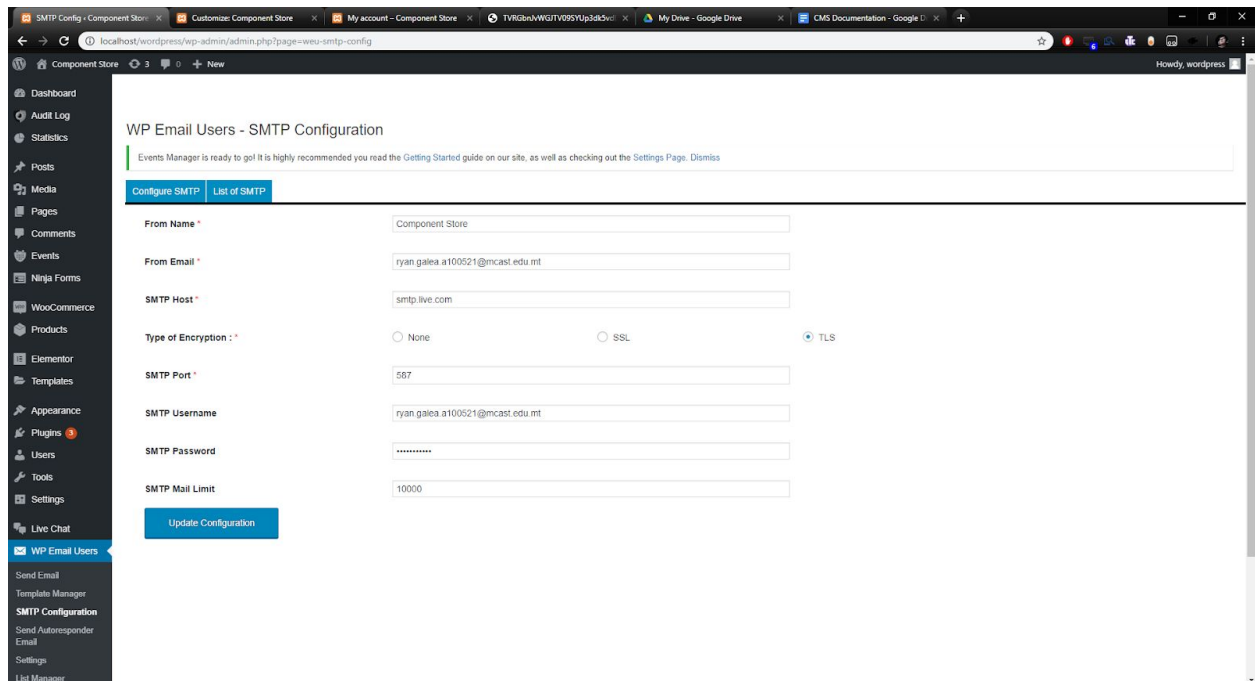 SMTP Config ‹ Component Store
Customize: Component Store
My account – Component Store
My Drive - Google Drive
CMS Documentation - Google D
localhost/wordpress/wp-admin/admin.php?page=weu-smtp-config
Component Store 3 0 + New
Howdy, wordpress
Dashboard
Audit Log
Statistics
Posts
Media
Pages
Comments
Events
Ninja Forms
WooCommerce
Products
Elementor
Templates
Appearance
Plugins 3
Users
Tools
Settings
Live Chat
WP Email Users
Send Email
Template Manager
SMTP Configuration
Send Autoresponder
Email
Settings
List Manager
WP Email Users - SMTP Configuration
Events Manager is ready to go! It is highly recommended you read the Getting Started guide on our site, as well as checking out the Settings Page. Dismiss
Configure SMTP List of SMTP
From Name * Component Store
From Email * ryan.galea.a100521@mcast.edu.mt
SMTP Host * smtp.live.com
Type of Encryption : * None SSL TLS
SMTP Port * 587
SMTP Username ryan.galea.a100521@mcast.edu.mt
SMTP Password •••••••••••
SMTP Mail Limit 10000
Update Configuration